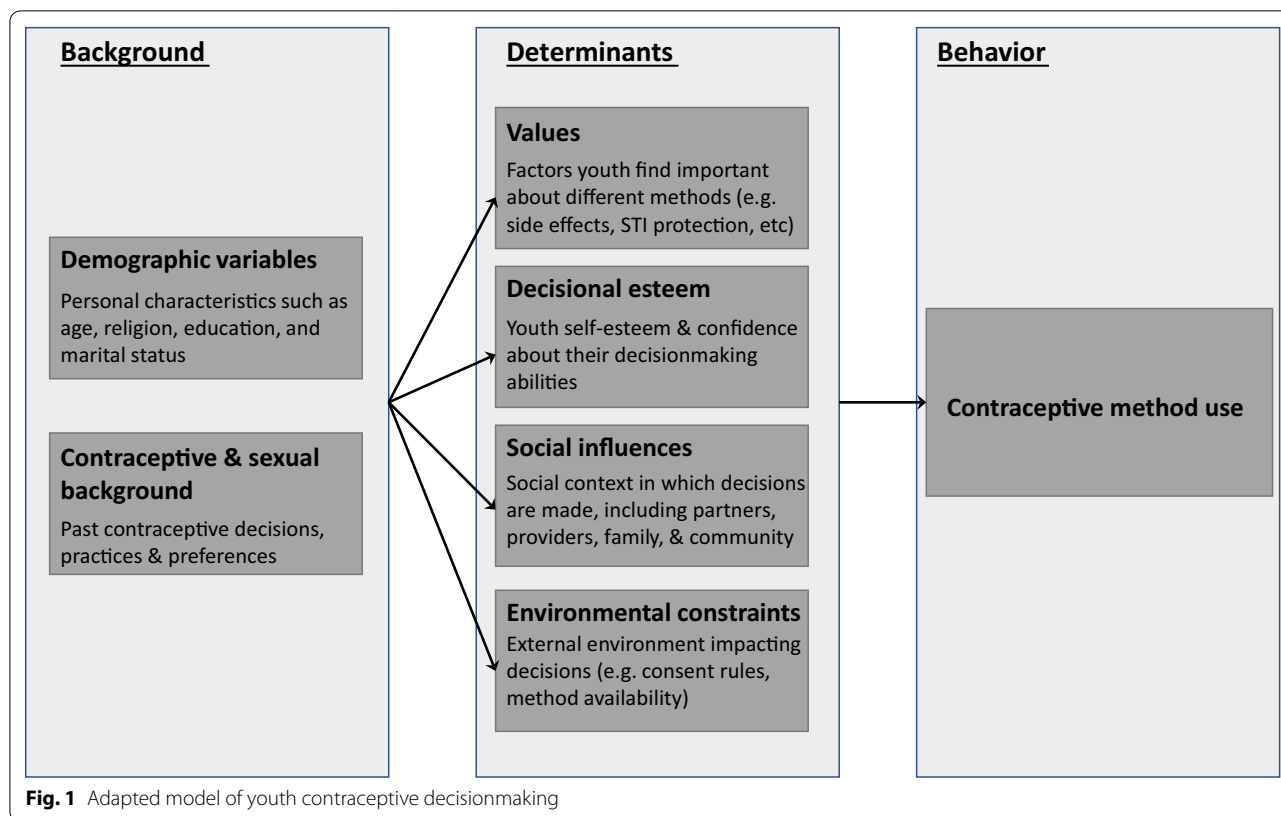 Background
Demographic variables
Personal characteristics such as
age, religion, education, and
marital status
Contraceptive & sexual
background
Past contraceptive decisions,
practices & preferences
Determinants
Values
Factors youth find important
about different methods (e.g.
side effects, STI protection, etc)
Decisional esteem
Youth self-esteem & confidence
about their decisionmaking
abilities
Social influences
Social context in which decisions
are made, including partners,
providers, family, & community
Environmental constraints
External environment impacting
decisions (e.g. consent rules,
method availability)
Behavior
Contraceptive method use
Fig. 1 Adapted model of youth contraceptive decisionmaking